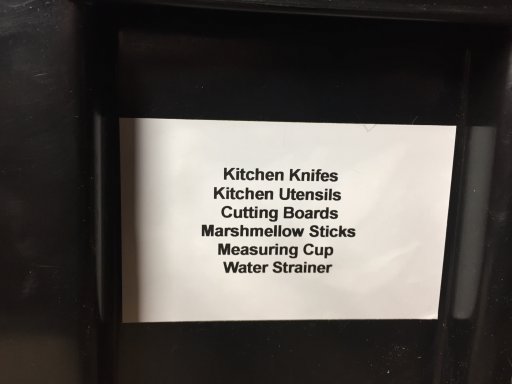 Kitchen Knifes
Kitchen Utensils
Cutting Boards
Marshmellow Sticks
Measuring Cup
Water Strainer